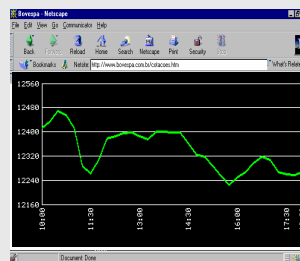 Bovespa - Netscape
File Edit View Go Communicator Help
Back Forward Reload Home Search Netscape Print Security Stop
Bookmarks Netsite: http://www.bovespa.com.br/cotacoes.htm What's Relate
12560
12480
12400
12320
12240
12160
10:00 11:30 13:00 14:30 16:00 17:30
Document Done